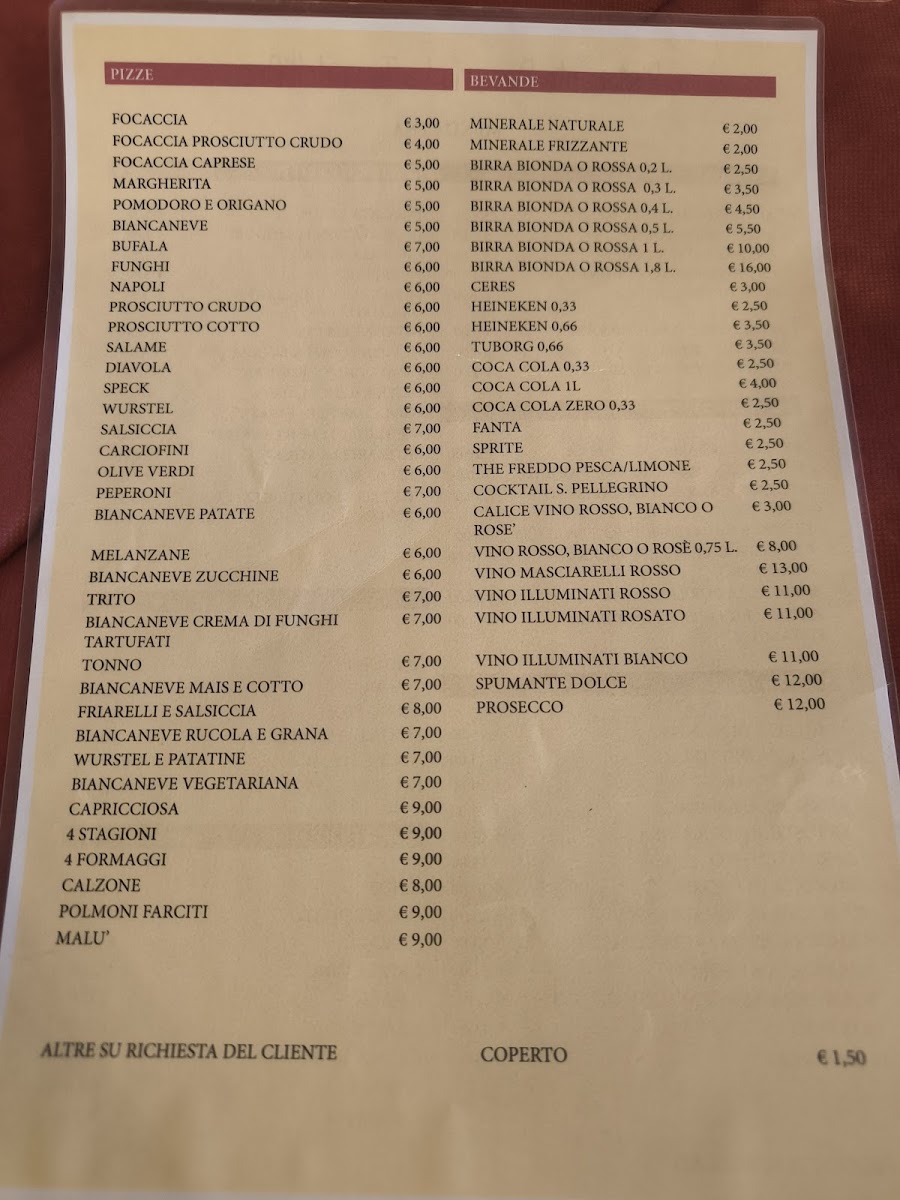 PIZZE
FOCACCIA € 3,00
FOCACCIA PROSCIUTTO CRUDO € 4,00
FOCACCIA CAPRESE € 5,00
MARGHERITA € 5,00
POMODORO E ORIGANO € 5,00
BIANCANEVE € 5,00
BUFALA € 7,00
FUNGHI € 6,00
NAPOLI € 6,00
PROSCIUTTO CRUDO € 6,00
PROSCIUTTO COTTO € 6,00
SALAME € 6,00
DIAVOLA € 6,00
SPECK € 6,00
WURSTEL € 6,00
SALSICCIA € 7,00
CARCIOFINI € 6,00
OLIVE VERDI € 6,00
PEPERONI € 7,00
BIANCANEVE PATATE € 6,00
MELANZANE € 6,00
BIANCANEVE ZUCCHINE € 6,00
TRITO € 7,00
BIANCANEVE CREMA DI FUNGHI € 7,00
TARTUFATI
TONNO € 7,00
BIANCANEVE MAIS E COTTO € 7,00
FRIARELLI E SALSICCIA € 8,00
BIANCANEVE RUCOLA E GRANA € 7,00
WURSTEL E PATATINE € 7,00
BIANCANEVE VEGETARIANA € 7,00
CAPRICCIOSA € 9,00
4 STAGIONI € 9,00
4 FORMAGGI € 9,00
CALZONE € 8,00
POLMONI FARCITI € 9,00
MALU’ € 9,00
ALTRE SU RICHIESTA DEL CLIENTE
BEVANDE
MINERALE NATURALE € 2,00
MINERALE FRIZZANTE € 2,00
BIRRA BIONDA O ROSSA 0,2 L. € 2,50
BIRRA BIONDA O ROSSA 0,3 L. € 3,50
BIRRA BIONDA O ROSSA 0,4 L. € 4,50
BIRRA BIONDA O ROSSA 0,5 L. € 5,50
BIRRA BIONDA O ROSSA 1 L. € 10,00
BIRRA BIONDA O ROSSA 1,8 L. € 16,00
CERES € 3,00
HEINEKEN 0,33 € 2,50
HEINEKEN 0,66 € 3,50
TUBORG 0,66 € 3,50
COCA COLA 0,33 € 2,50
COCA COLA 1L € 4,00
COCA COLA ZERO 0,33 € 2,50
FANTA € 2,50
SPRITE € 2,50
THE FREDDO PESCA/LIMONE € 2,50
COCKTAIL S. PELLEGRINO € 2,50
CALICE VINO ROSSO, BIANCO O € 3,00
ROSE’
VINO ROSSO, BIANCO O ROSÈ 0,75 L. € 8,00
VINO MASCIARELLI ROSSO € 13,00
VINO ILLUMINATI ROSSO € 11,00
VINO ILLUMINATI ROSATO € 11,00
VINO ILLUMINATI BIANCO € 11,00
SPUMANTE DOLCE € 12,00
PROSECCO € 12,00
COPERTO € 1,50